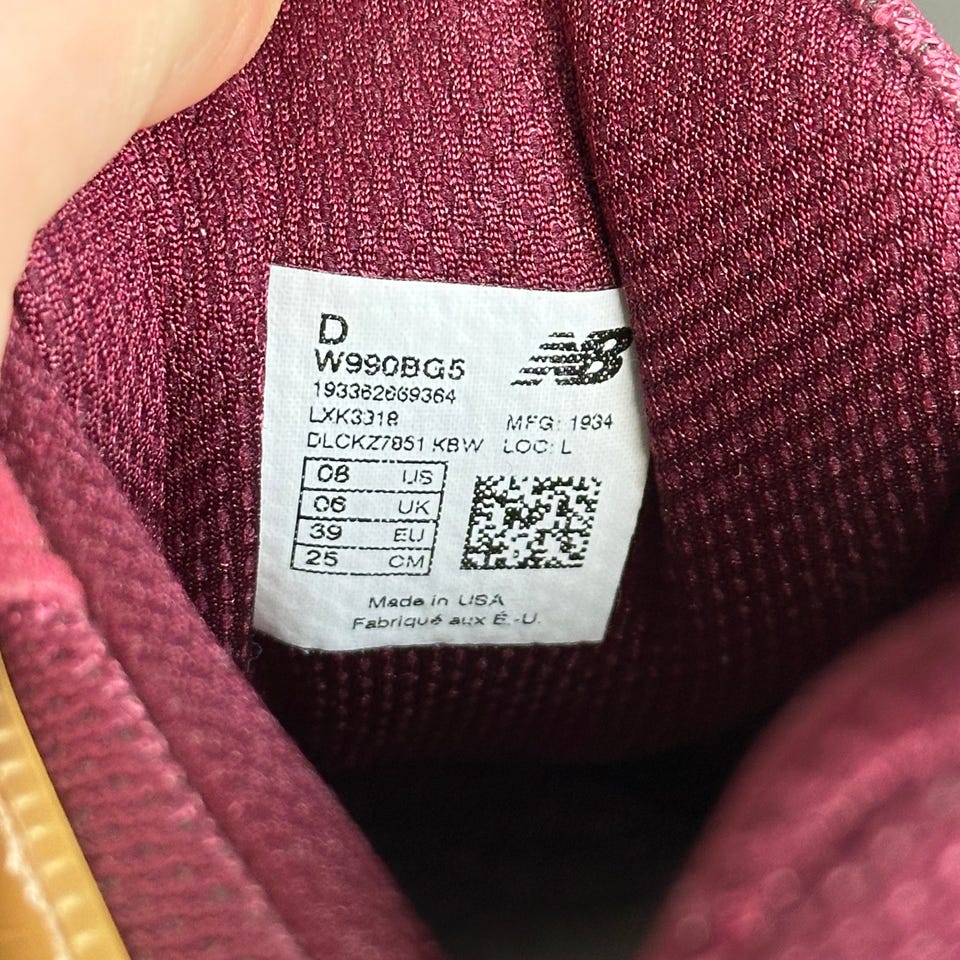 D
W990BG5
NB
193362669364
LXK3318
MFG: 1934
DLCKZ7851 KBW LOC: L
08 US
06 UK
39 EU
25 CM
Made in USA
Fabriqué aux É.-U.